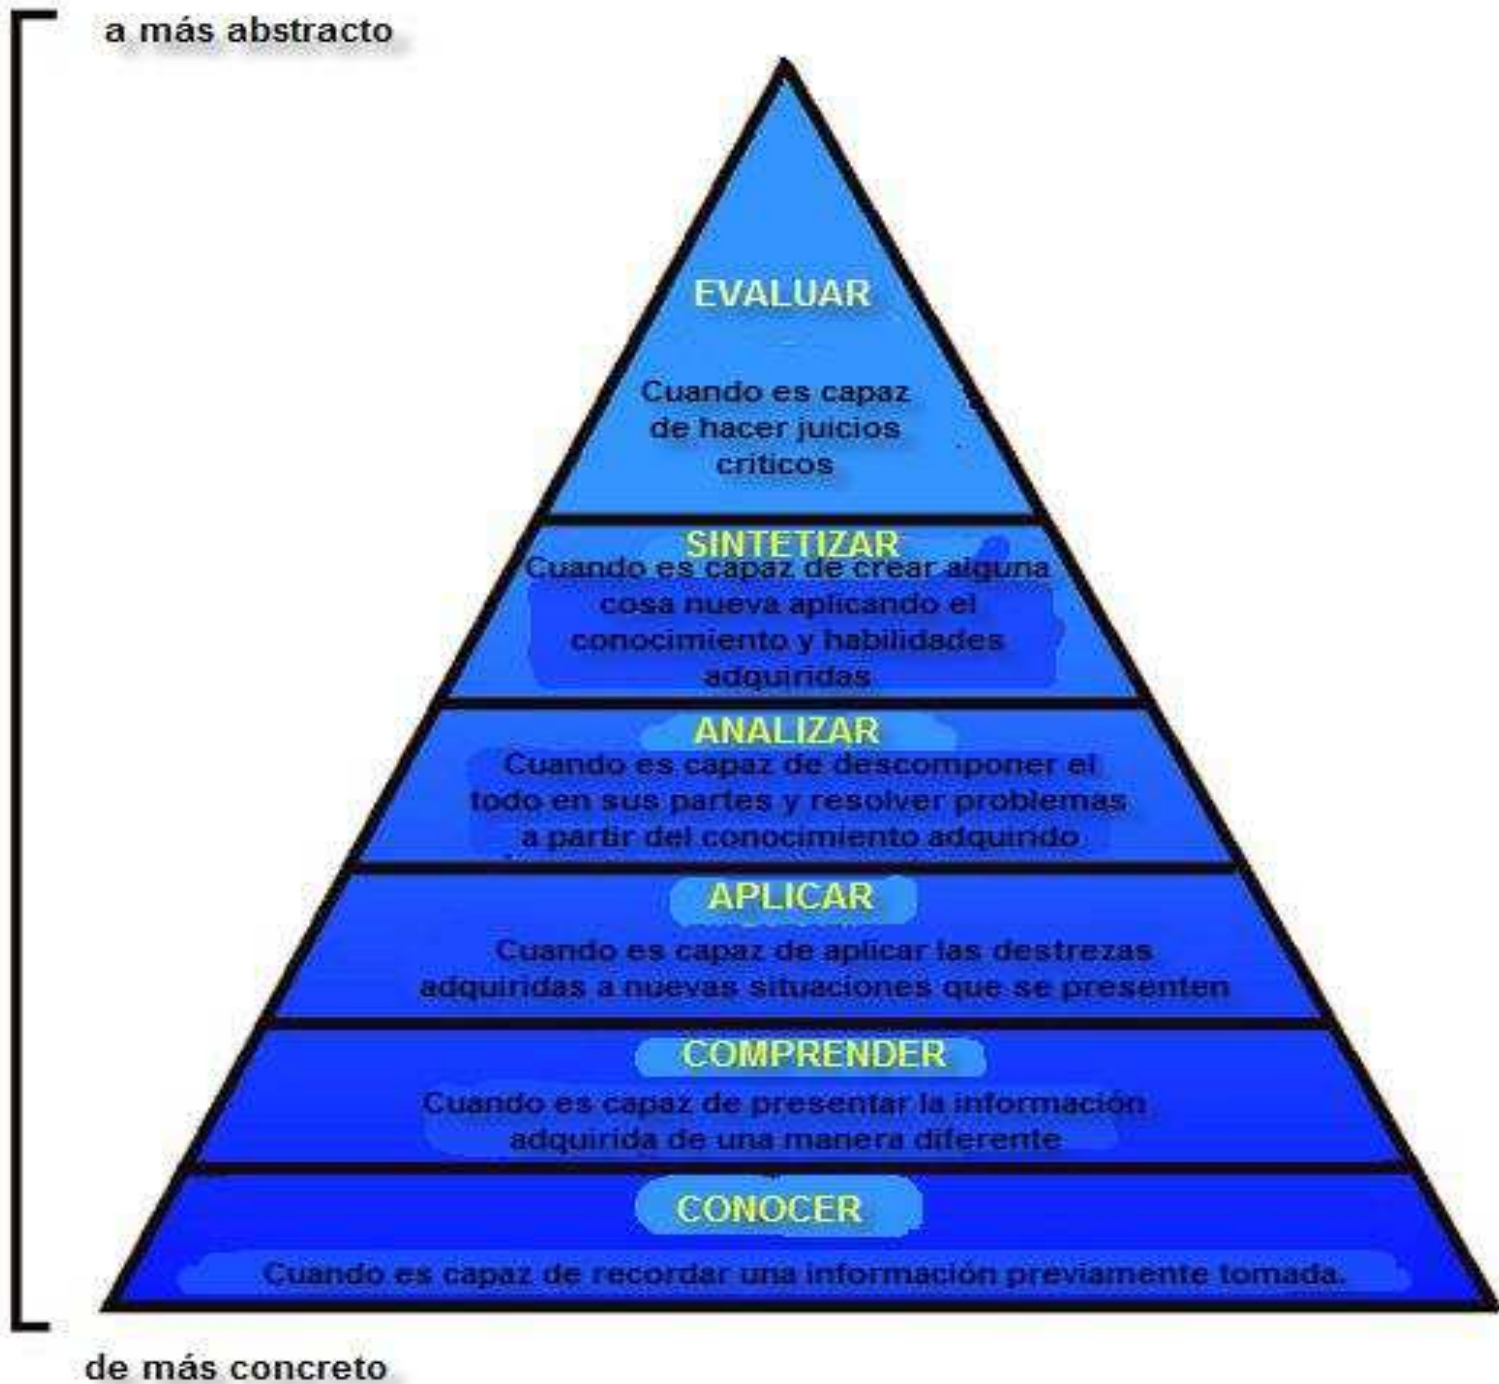 a más abstracto
EVALUAR
Cuando es capaz
de hacer juicios
críticos
SINTETIZAR
Cuando es capaz de crear alguna
cosa nueva aplicando el
conocimiento y habilidades
adquiridas
ANALIZAR
Cuando es capaz de descomponer el
todo en sus partes y resolver problemas
a partir del conocimiento adquirido
APLICAR
Cuando es capaz de aplicar las destrezas
adquiridas a nuevas situaciones que se presenten
COMPRENDER
Cuando es capaz de presentar la información
adquirida de una manera diferente
CONOCER
Cuando es capaz de recordar una información previamente tomada.
de más concreto